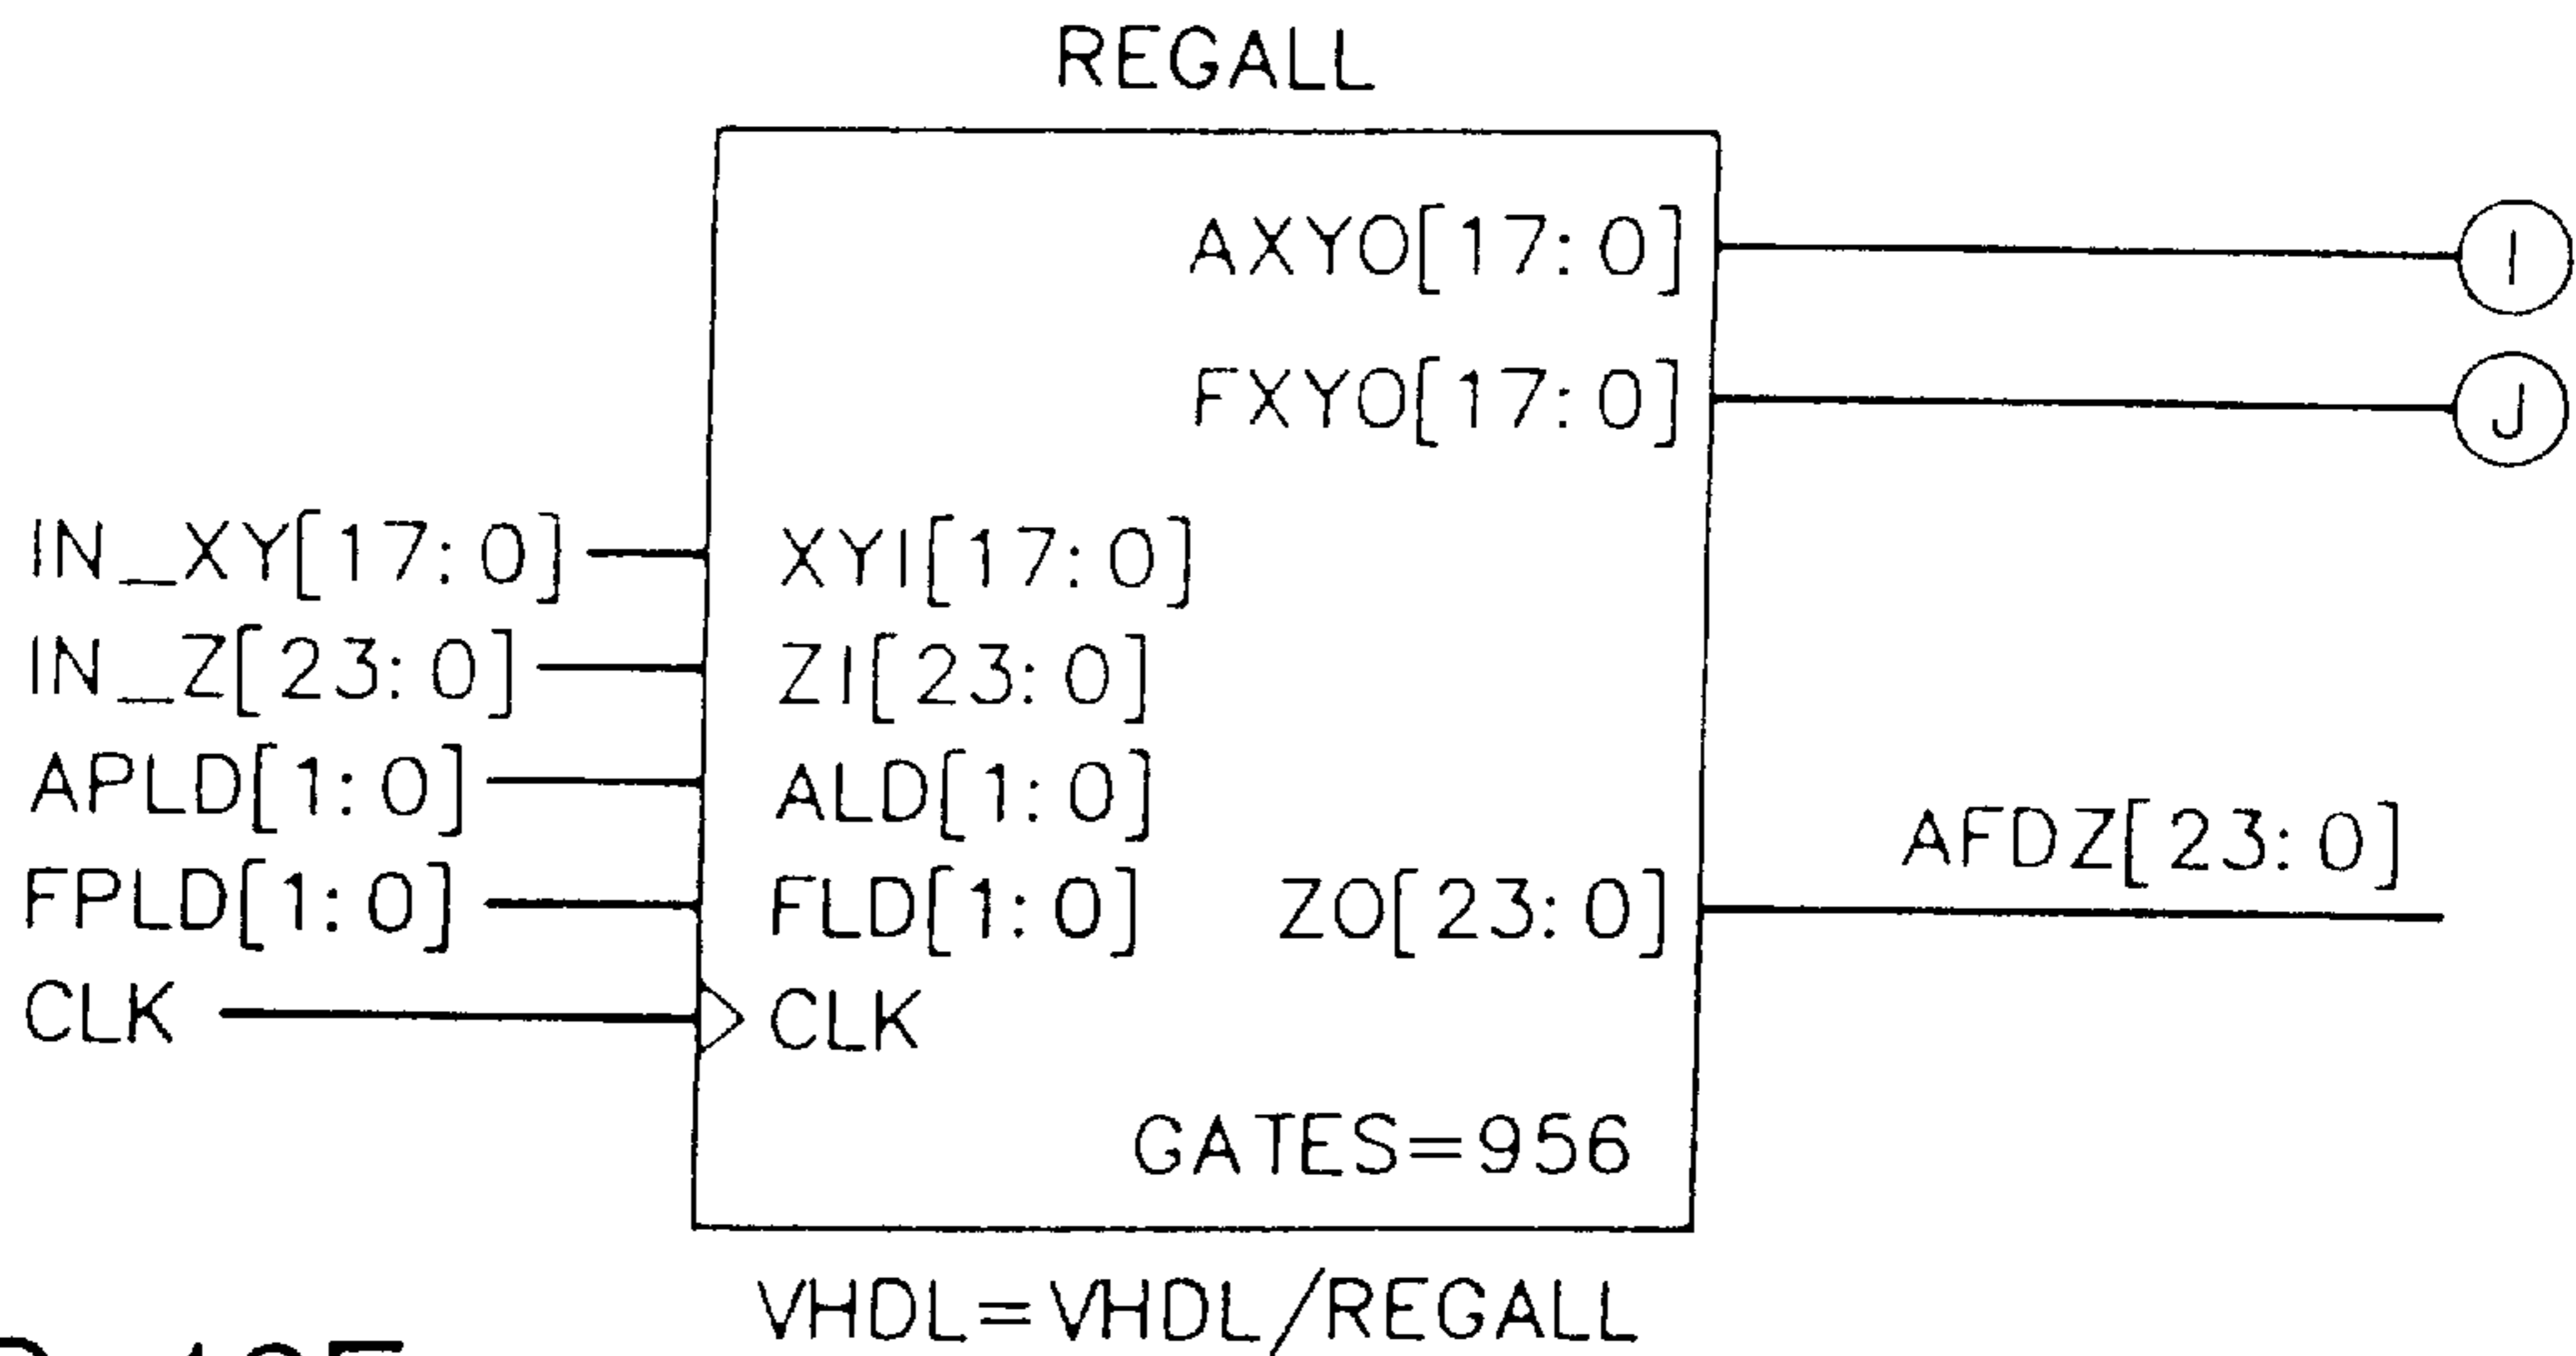 REGALL
AXYO[17:0]
I
FXYO[17:0]
J
IN_XY[17:0]
XYI[17:0]
IN_Z[23:0]
ZI[23:0]
APLD[1:0]
ALD[1:0]
AFDZ[23:0]
FPLD[1:0]
FLD[1:0]
ZO[23:0]
CLK
CLK
GATES=956
VHDL=VHDL/REGALL